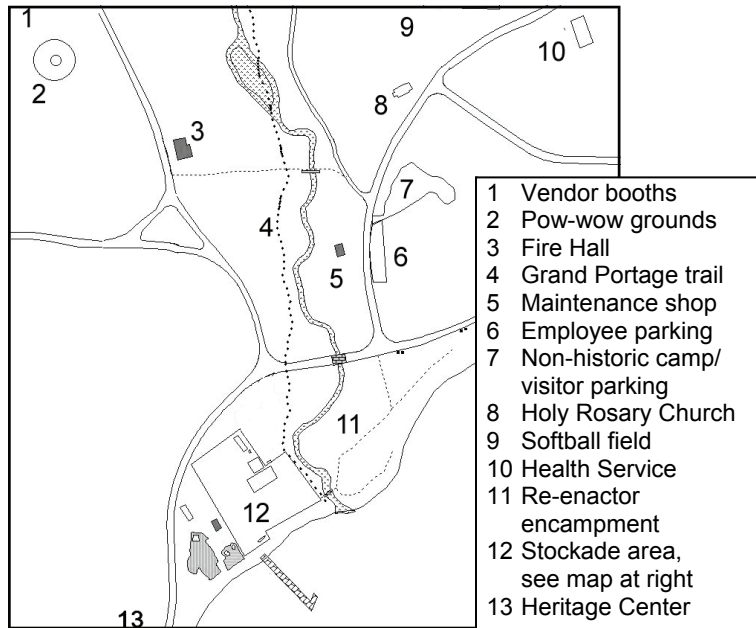 1
9
10
2
8
3
7
4
6
5
11
12
13
1 Vendor booths
2 Pow-wow grounds
3 Fire Hall
4 Grand Portage trail
5 Maintenance shop
6 Employee parking
7 Non-historic camp/
visitor parking
8 Holy Rosary Church
9 Softball field
10 Health Service
11 Re-enactor
encampment
12 Stockade area,
see map at right
13 Heritage Center